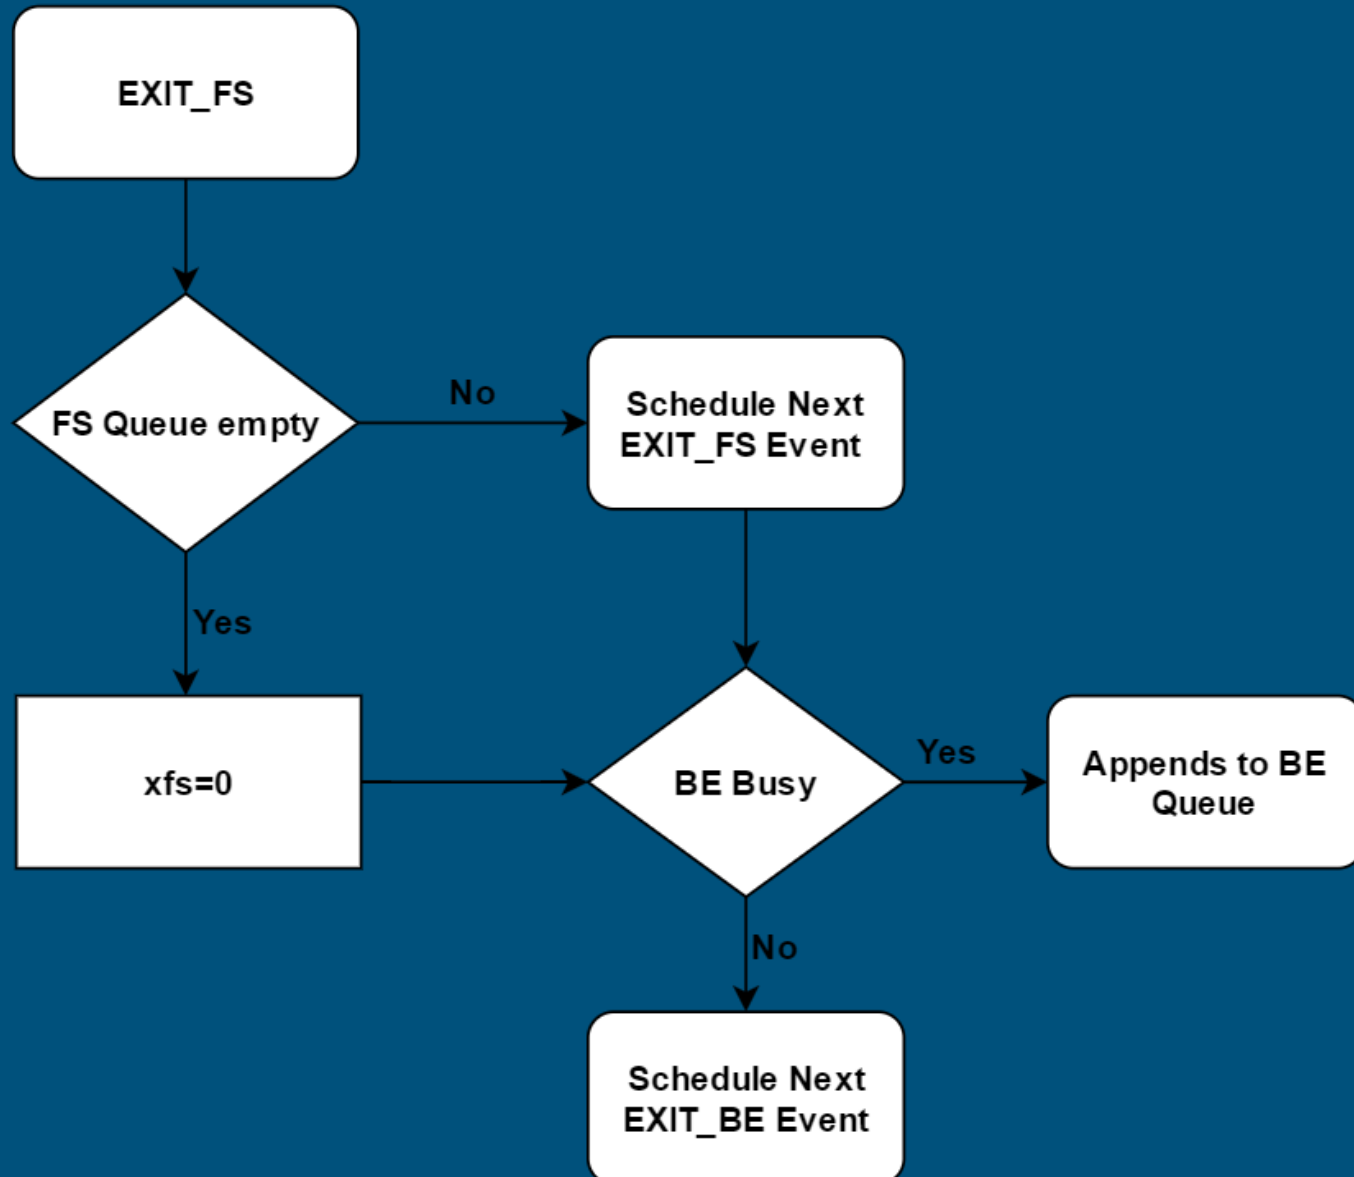 EXIT_FS
FS Queue empty
No
Schedule Next
EXIT_FS Event
Yes
xfs=0
BE Busy
Yes
Appends to BE
Queue
No
Schedule Next
EXIT_BE Event